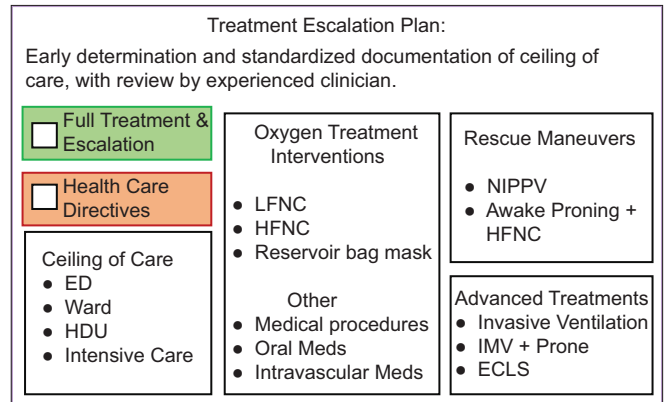 Treatment Escalation Plan:
Early determination and standardized documentation of ceiling of
care, with review by experienced clinician.
Full Treatment &
Escalation
Health Care
Directives
Ceiling of Care
● ED
● Ward
● HDU
● Intensive Care
Oxygen Treatment
Interventions
● LFNC
● HFNC
● Reservoir bag mask
Other
● Medical procedures
● Oral Meds
● Intravascular Meds
Rescue Maneuvers
● NIPPV
● Awake Proning +
HFNC
Advanced Treatments
● Invasive Ventilation
● IMV + Prone
● ECLS